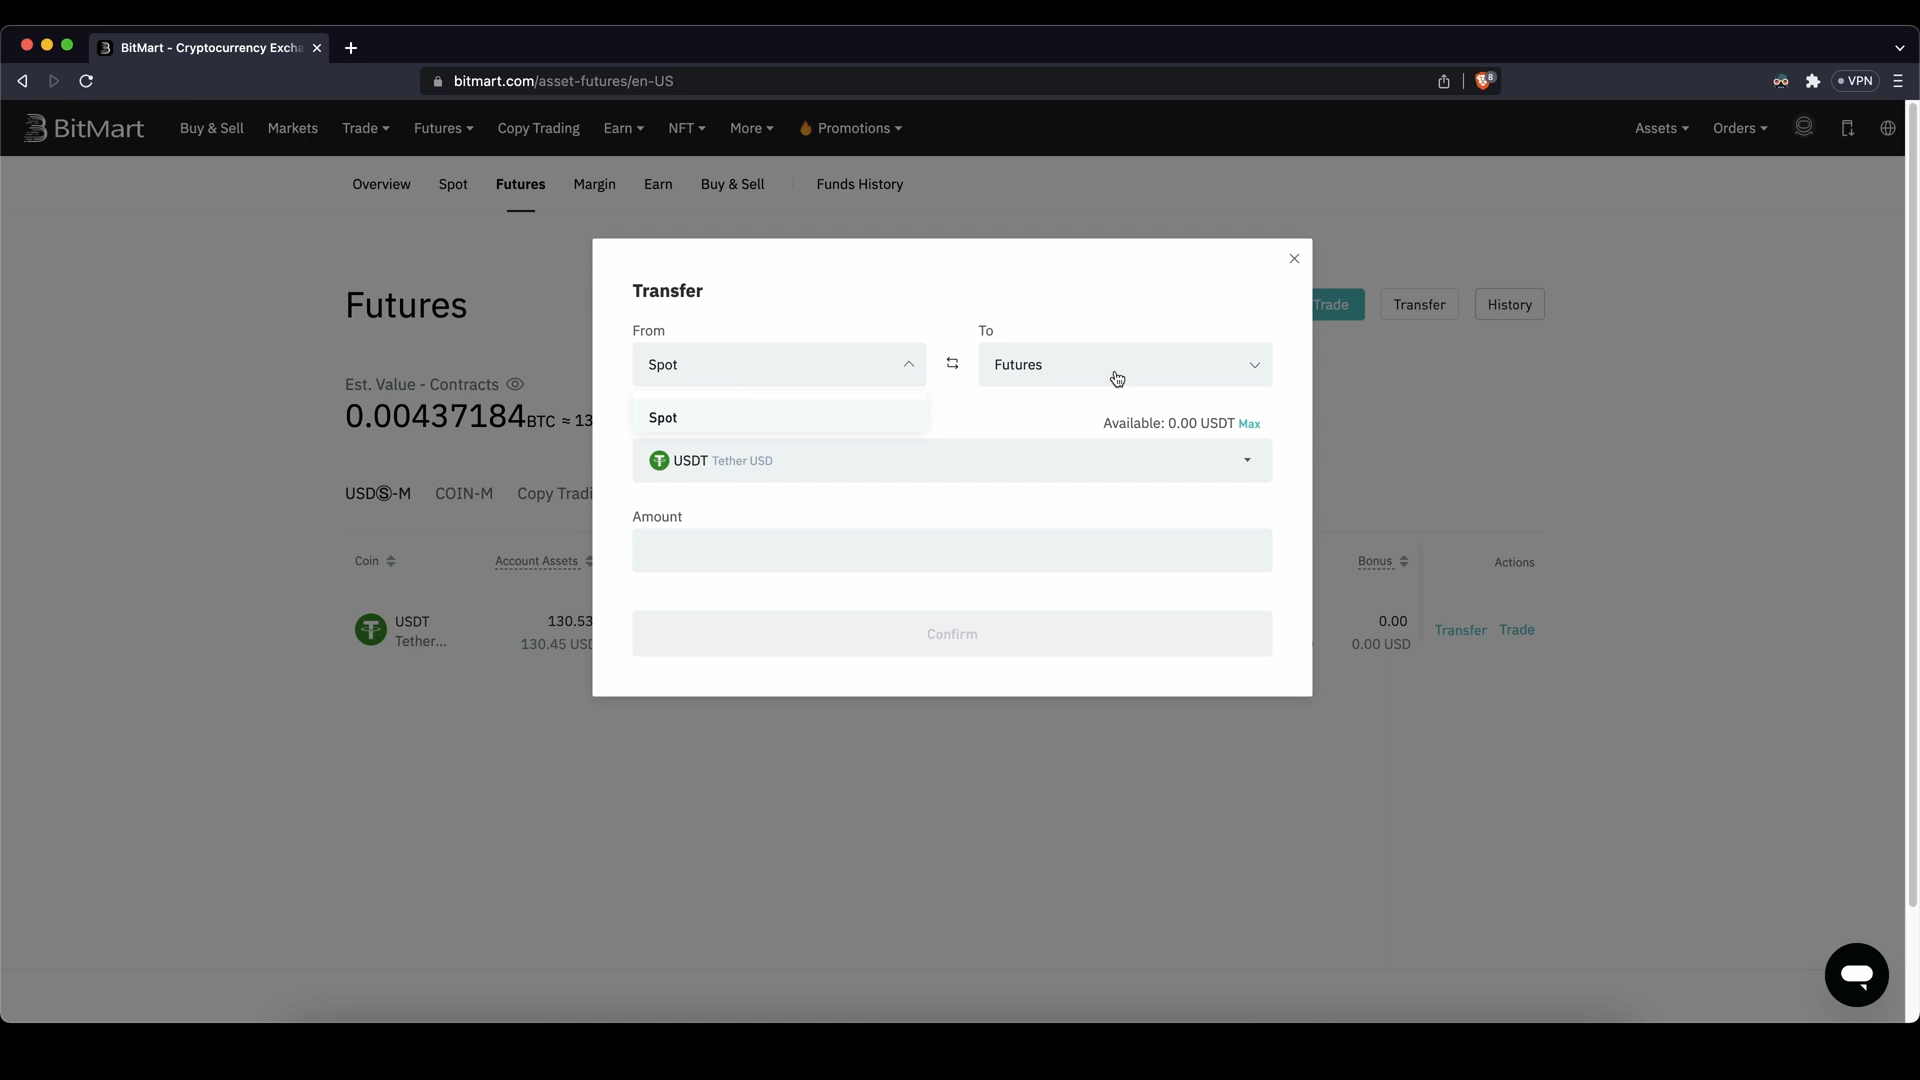 BitMart - Cryptocurrency Excha
bitmart.com/asset-futures/en-US
8
VPN
BitMart
Buy & Sell Markets Trade Futures Copy Trading Earn NFT More Promotions Assets Orders
Overview Spot Futures Margin Earn Buy & Sell Funds History
Futures
Trade Transfer History
Est. Value - Contracts
0.00437184 BTC ≈ 13
USDⓈ-M COIN-M Copy Tradi
Coin Account Assets Bonus Actions
USDT 130.53 0.00
Tether... 130.45 USD 0.00 USD
Transfer Trade
Transfer
From To
Spot Futures
Spot
Available: 0.00 USDT Max
USDT Tether USD
Amount
Confirm